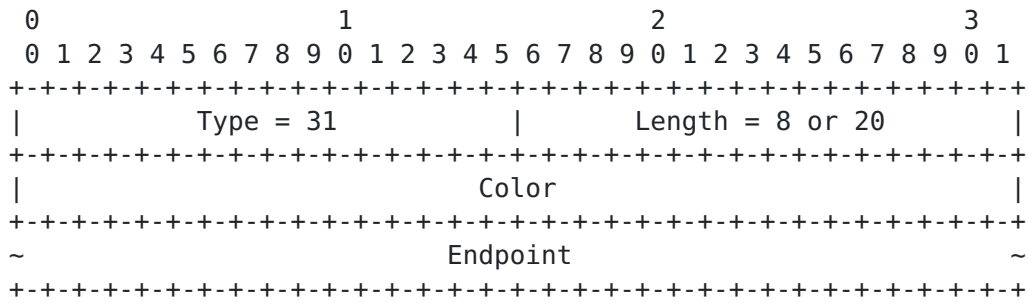 0                   1                   2                   3
 0 1 2 3 4 5 6 7 8 9 0 1 2 3 4 5 6 7 8 9 0 1 2 3 4 5 6 7 8 9 0 1
+-+-+-+-+-+-+-+-+-+-+-+-+-+-+-+-+-+-+-+-+-+-+-+-+-+-+-+-+-+-+-+-+
|           Type = 31           |       Length = 8 or 20        |
+-+-+-+-+-+-+-+-+-+-+-+-+-+-+-+-+-+-+-+-+-+-+-+-+-+-+-+-+-+-+-+-+
|                             Color                             |
+-+-+-+-+-+-+-+-+-+-+-+-+-+-+-+-+-+-+-+-+-+-+-+-+-+-+-+-+-+-+-+-+
~                           Endpoint                            ~
+-+-+-+-+-+-+-+-+-+-+-+-+-+-+-+-+-+-+-+-+-+-+-+-+-+-+-+-+-+-+-+-+